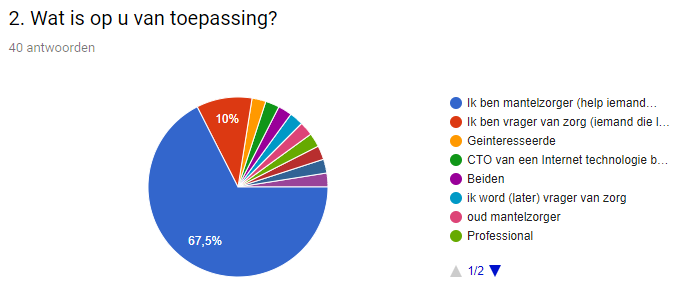 2. Wat is op u van toepassing?
40 antwoorden
10%
67,5%
Ik ben mantelzorger (help iemand…
Ik ben vrager van zorg (iemand die l…
Geinteresseerde
CTO van een Internet technologie b…
Beiden
ik word (later) vrager van zorg
oud mantelzorger
Professional
1/2